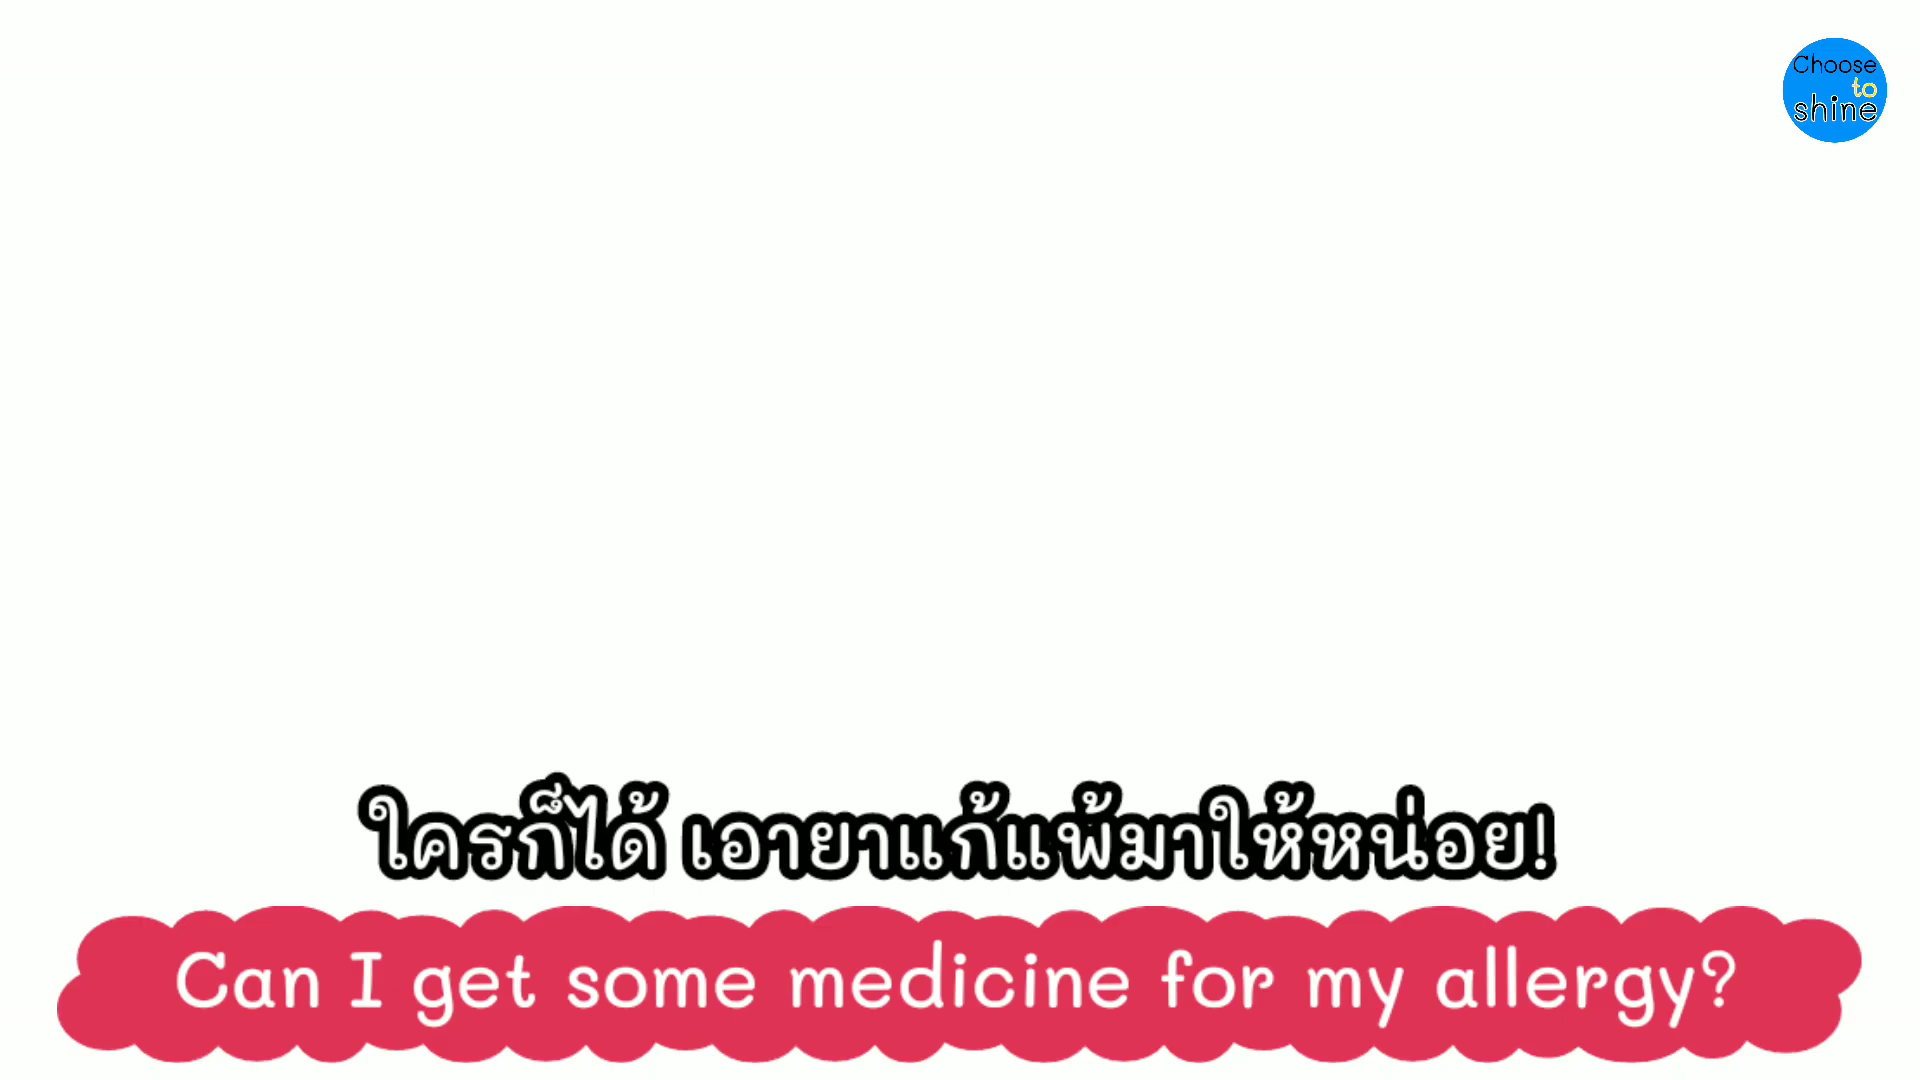 Choose
to
shine
ใครก็ได้ เอายาแก้แพ้มาให้หน่อย!
Can I get some medicine for my allergy?